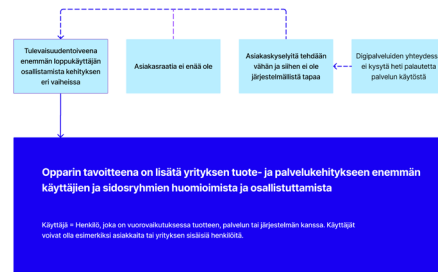 Tulevaisuudentoiveena
enemmän loppukäyttäjän
osallistamista kehityksen
eri vaiheissa
Asiakasraatia ei enää ole
Asiakaskyselyitä tehdään
vähän ja siihen ei ole
järjestelmällistä tapaa
Digipalveluiden yhteydess
ei kysytä heti palautetta
palvelun käytöstä
Opparin tavoitteena on lisätä yrityksen tuote- ja palvelukehitykseen enemmän
käyttäjien ja sidosryhmien huomioimista ja osallistuttamista
Käyttäjä = Henkilö, joka on vuorovaikutuksessa tuotteen, palvelun tai järjestelmän kanssa. Käyttäjät
voivat olla esimerkiksi asiakkaita tai yrityksen sisäisiä henkilöitä.